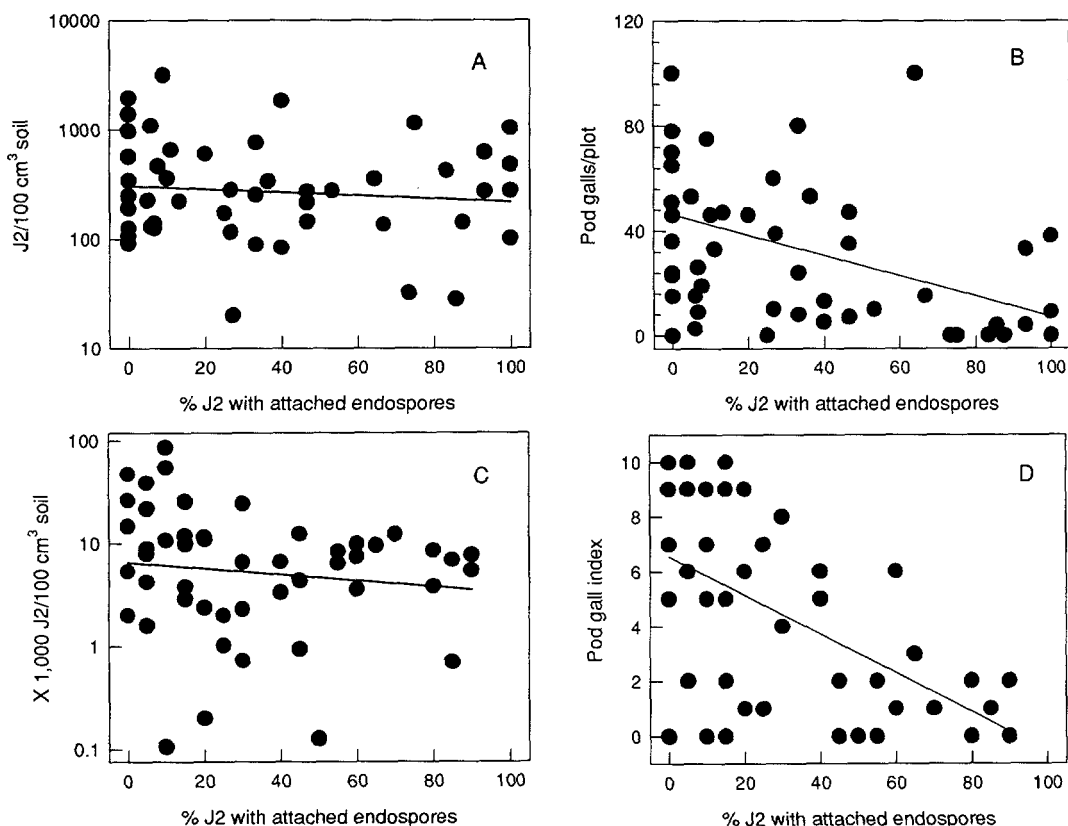 10000
1000
100
10
J2/100 cm³ soil
A
0 20 40 60 80 100
% J2 with attached endospores
120
80
40
0
Pod galls/plot
B
0 20 40 60 80 100
% J2 with attached endospores
100
10
1
0.1
X 1,000 J2/100 cm³ soil
C
0 20 40 60 80 100
% J2 with attached endospores
10
8
6
4
2
0
Pod gall index
D
0 20 40 60 80 100
% J2 with attached endospores